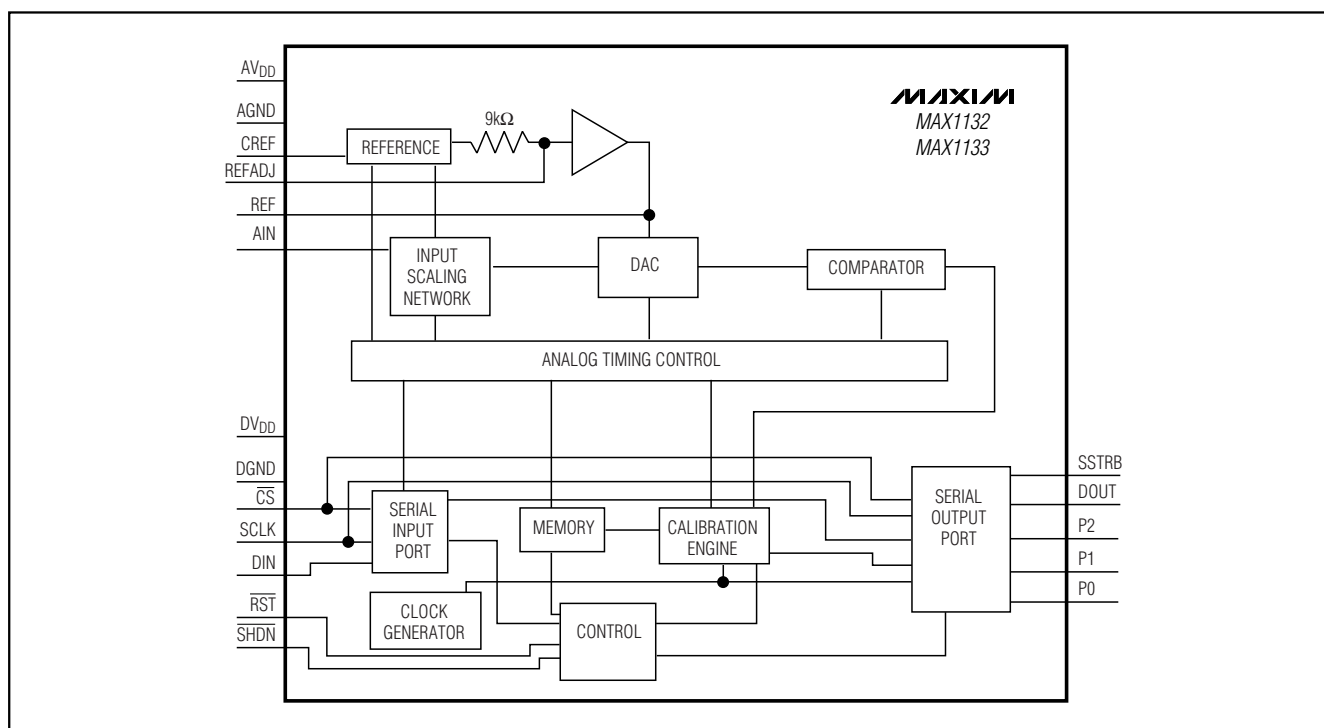 AVDD
AGND
CREF
REFADJ
REF
AIN
DVDD
DGND
CS
SCLK
DIN
RST
SHDN
MAXIM
MAX1132
MAX1133
9kΩ
REFERENCE
INPUT
SCALING
NETWORK
DAC
COMPARATOR
ANALOG TIMING CONTROL
SERIAL
INPUT
PORT
MEMORY
CALIBRATION
ENGINE
SERIAL
OUTPUT
PORT
CLOCK
GENERATOR
CONTROL
SSTRB
DOUT
P2
P1
P0